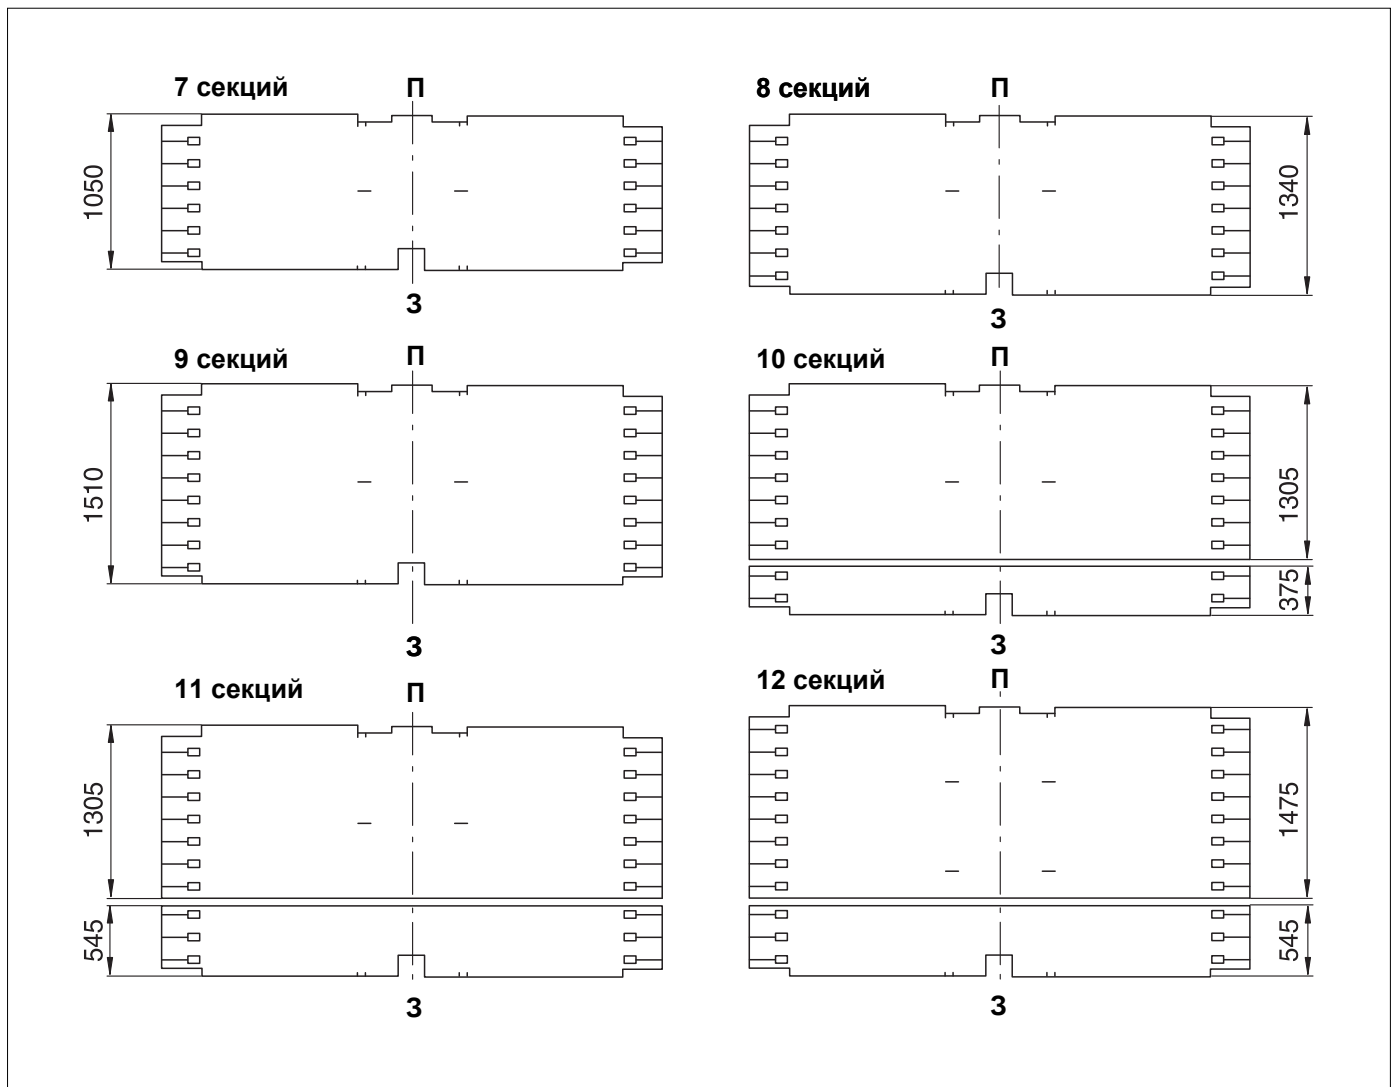 7 секций
П
1050
З
8 секций
П
1340
З
9 секций
П
1510
З
10 секций
П
1305
375
З
11 секций
П
1305
545
З
12 секций
П
1475
545
З